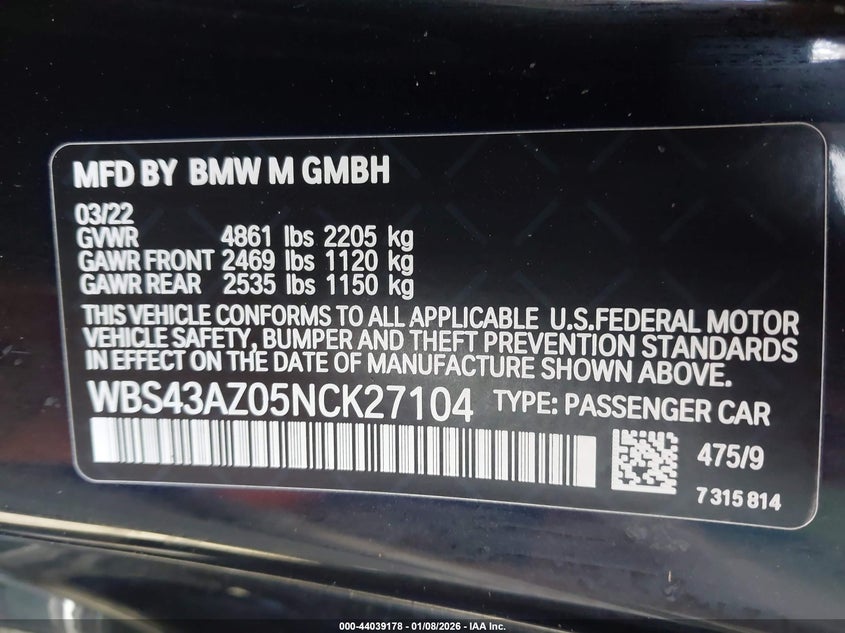 MFD BY BMW M GMBH
03/22
GVWR 4861 lbs 2205 kg
GAWR FRONT 2469 lbs 1120 kg
GAWR REAR 2535 lbs 1150 kg
THIS VEHICLE CONFORMS TO ALL APPLICABLE U.S.FEDERAL MOTOR
VEHICLE SAFETY, BUMPER AND THEFT PREVENTION STANDARDS
IN EFFECT ON THE DATE OF MANUFACTURE SHOWN ABOVE.
WBS43AZ05NCK27104 TYPE: PASSENGER CAR
475/9
7 315 814
000-44039178 - 01/08/2026 - IAA Inc.